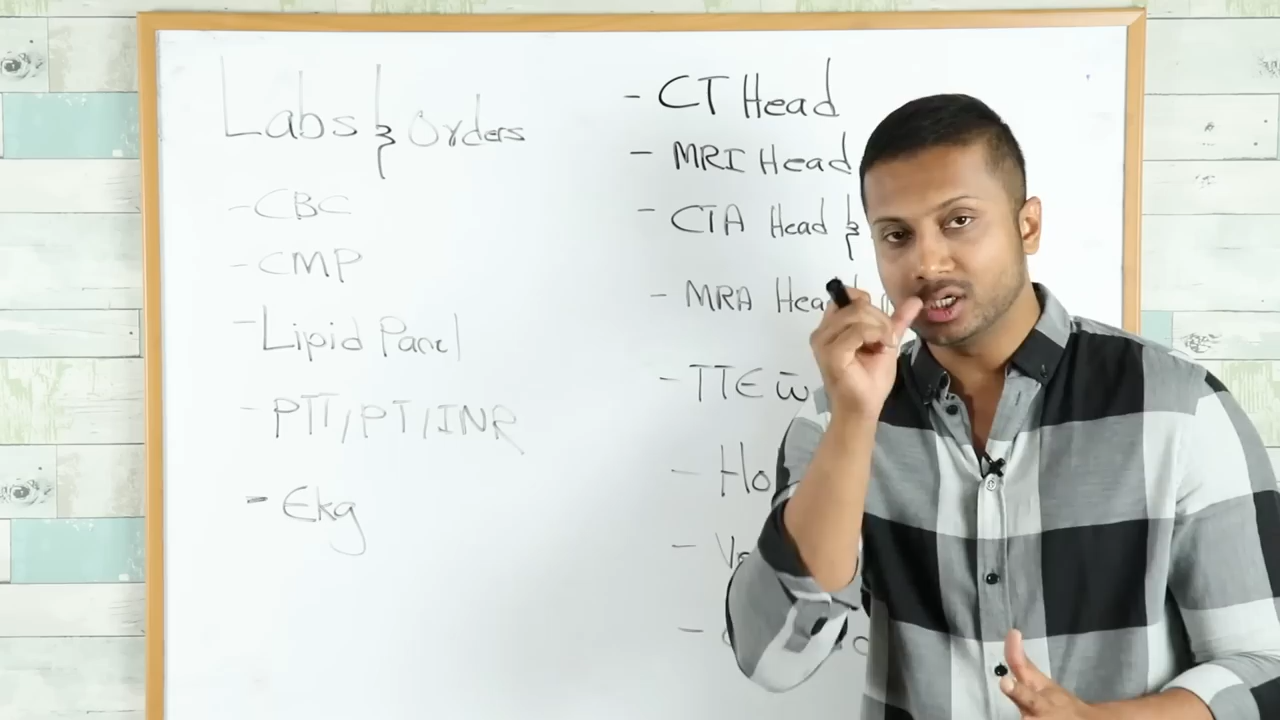 Labs & Orders
- CBC
- CMP
- Lipid Panel
- PTT/PT/INR
- Ekg
- CT Head
- MRI Head
- CTA Head &
- MRA Head
- TTE w̄